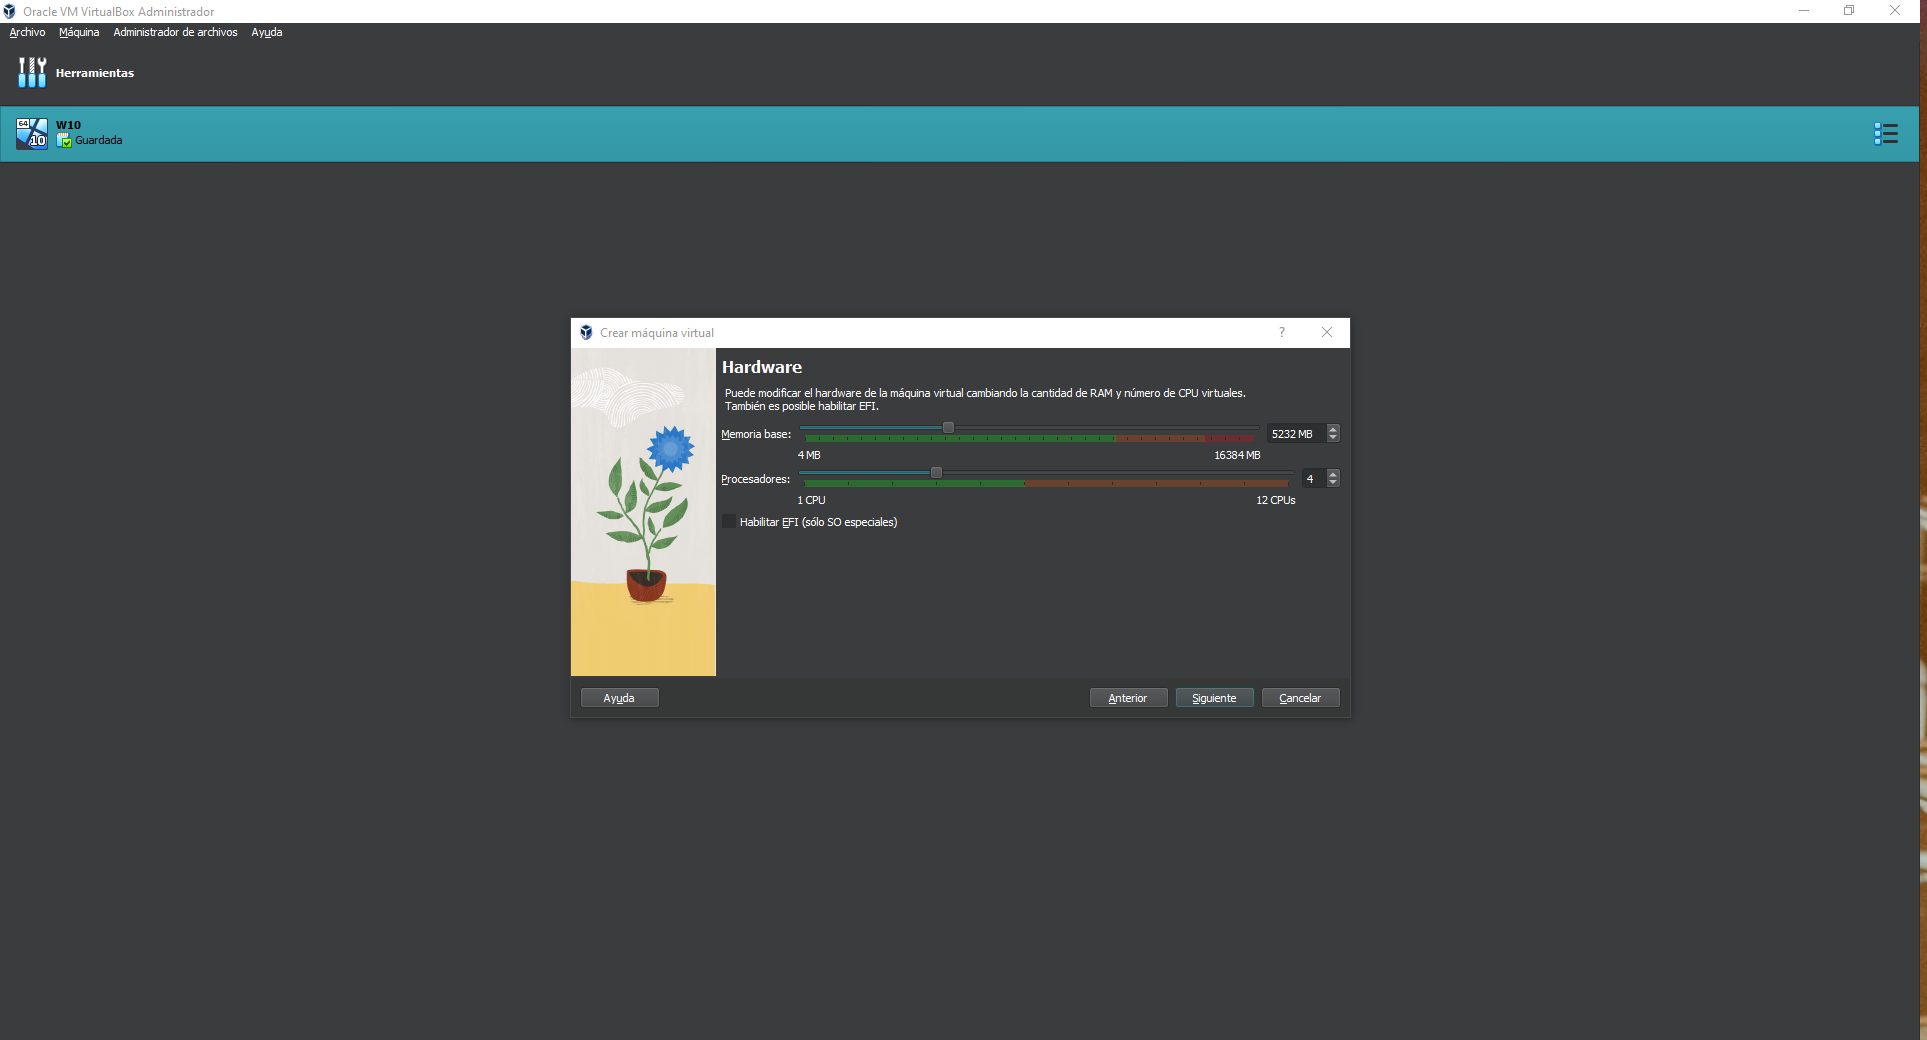 Oracle VM VirtualBox Administrador
Archivo Máquina Administrador de archivos Ayuda
Herramientas
64
10
W10
Guardada
Crear máquina virtual
?
Hardware
Puede modificar el hardware de la máquina virtual cambiando la cantidad de RAM y número de CPU virtuales.
También es posible habilitar EFI.
Memoria base: 5232 MB
4 MB 16384 MB
Procesadores: 4
1 CPU 12 CPUs
Habilitar EFI (sólo SO especiales)
Ayuda Anterior Siguiente Cancelar